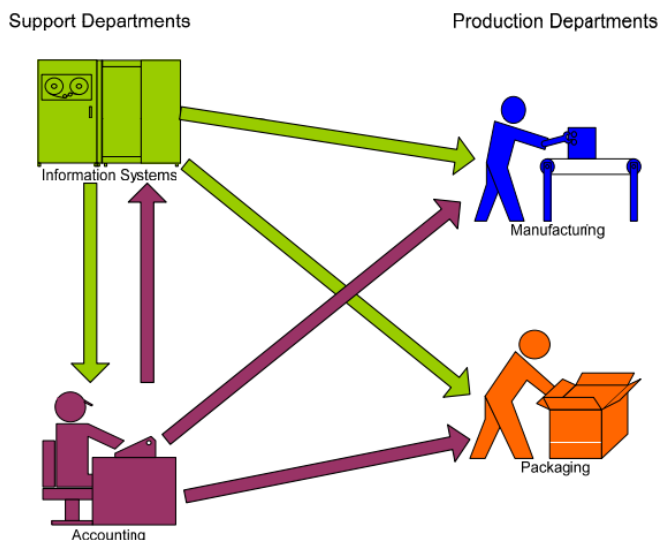 Support Departments
Production Departments
Information Systems
Manufacturing
Packaging
Accounting